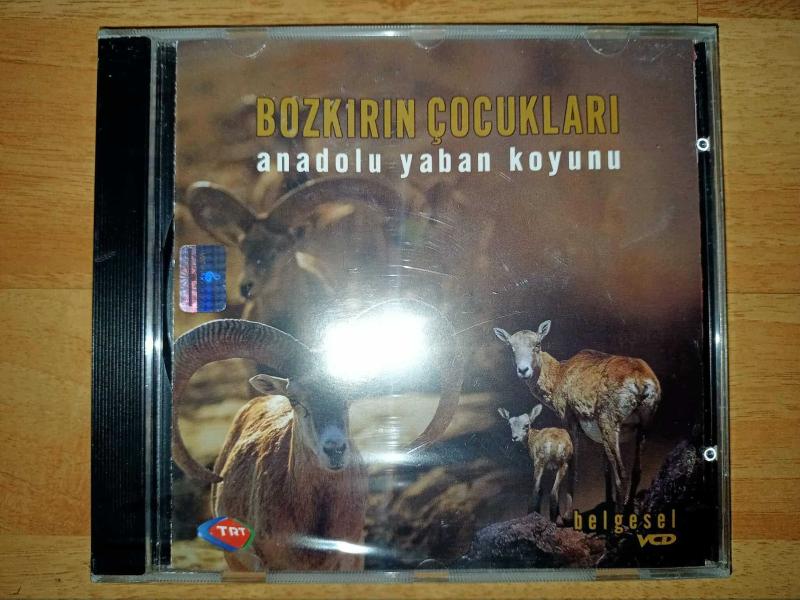 BOZKIRIN ÇOCUKLARI
anadolu yaban koyunu
TRT
belgesel
VCD